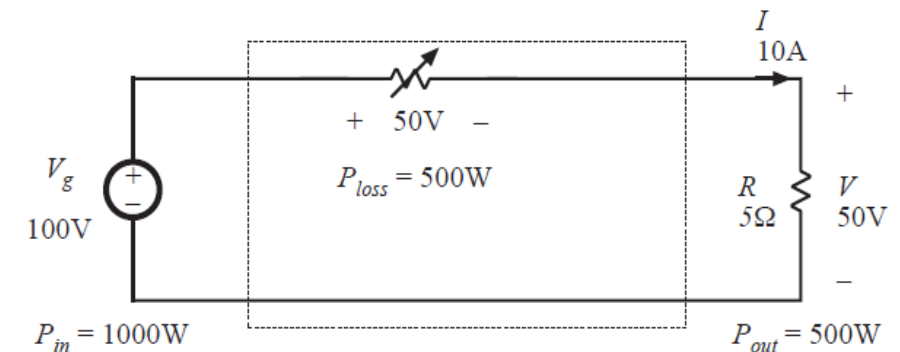 I
10A
+
+ 50V −
V_g
+
−
100V
P_loss = 500W
R
5Ω
V
50V
−
P_in = 1000W
P_out = 500W